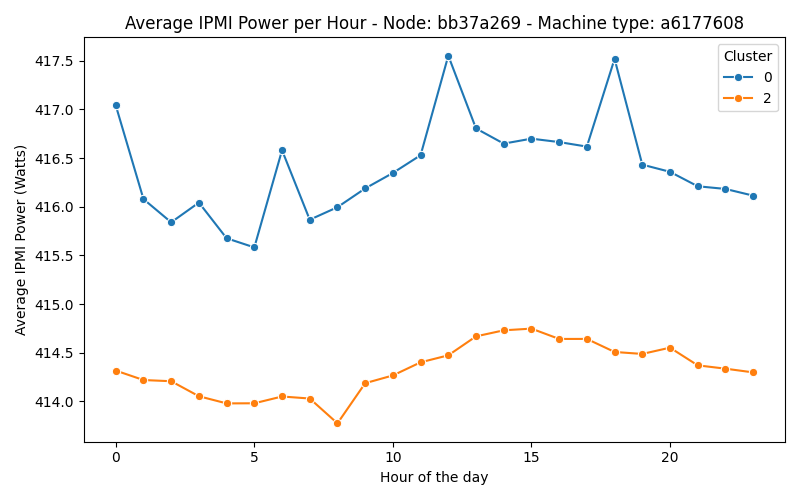 Average IPMI Power per Hour - Node: bb37a269 - Machine type: a6177608
Cluster
0
2
417.5
417.0
416.5
416.0
415.5
415.0
414.5
414.0
Average IPMI Power (Watts)
0 5 10 15 20
Hour of the day